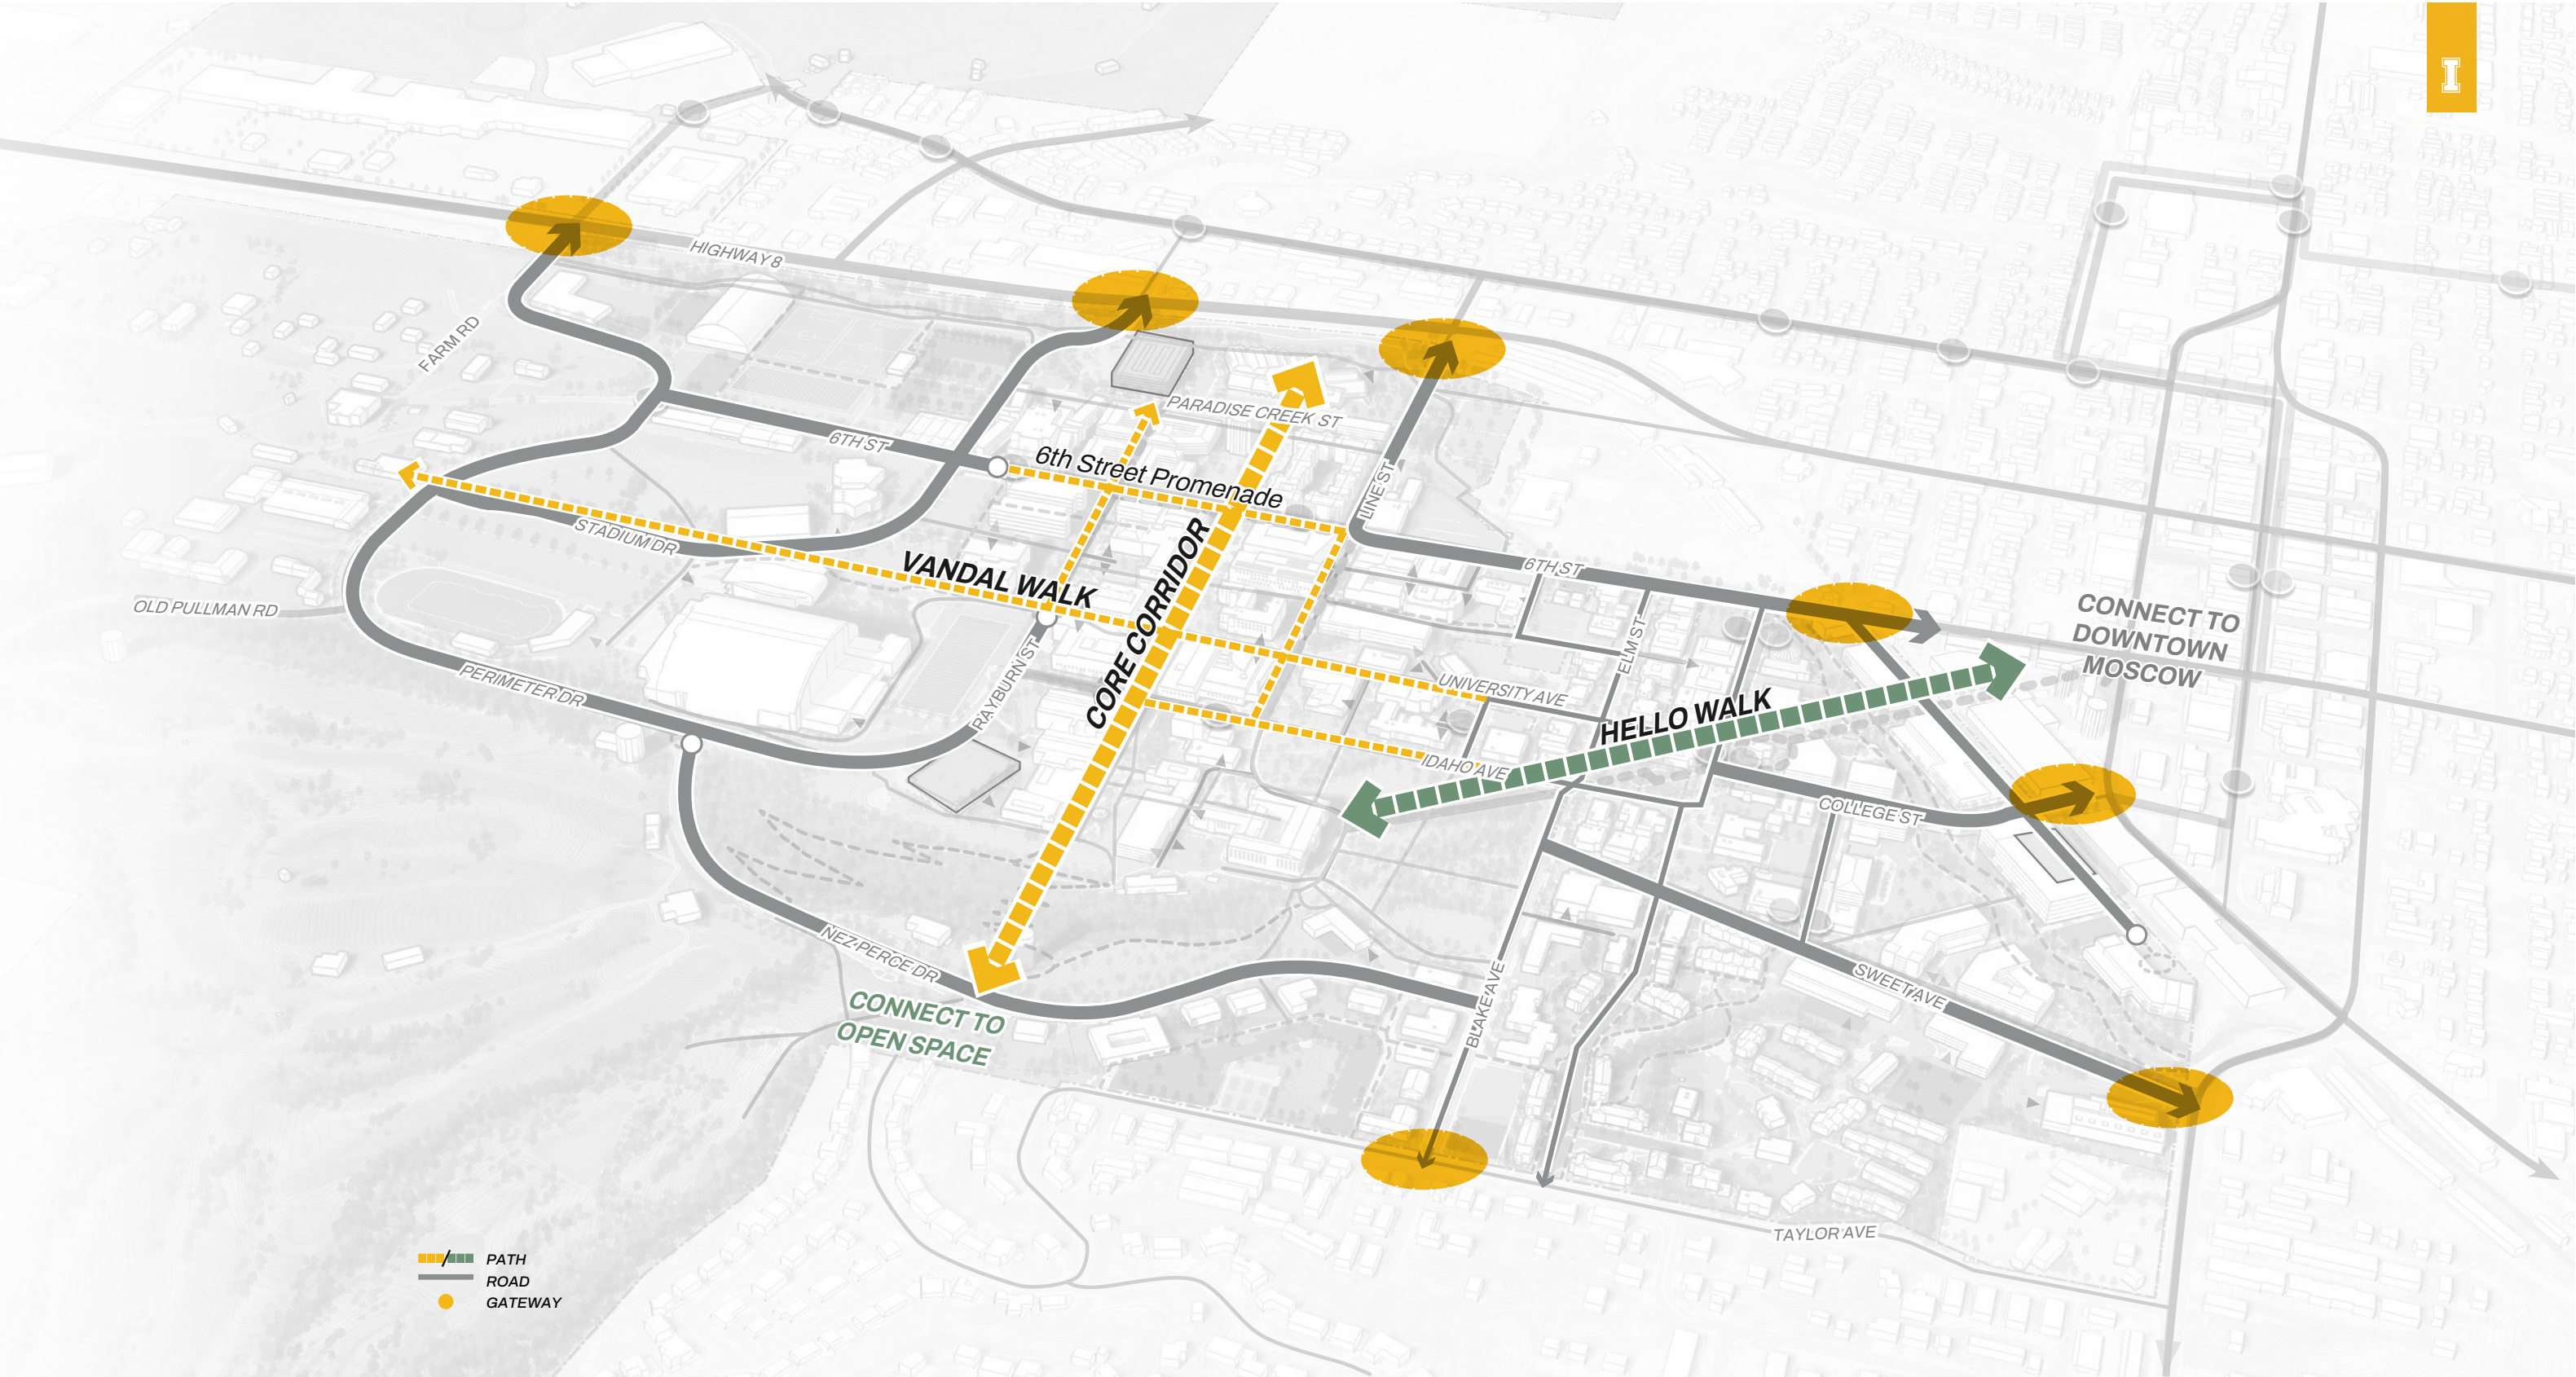 I
HIGHWAY 8
FARM RD
PARADISE CREEK ST
6TH ST
6th Street Promenade
LINE ST
STADIUM DR
VANDAL WALK
CORE CORRIDOR
6TH ST
OLD PULLMAN RD
CONNECT TO
DOWNTOWN
MOSCOW
ELM ST
PERIMETER DR
RAYBURN ST
UNIVERSITY AVE
HELLO WALK
IDAHO AVE
COLLEGE ST
NEZ PERCE DR
SWEET AVE
BLAKE AVE
CONNECT TO
OPEN SPACE
TAYLOR AVE
PATH
ROAD
GATEWAY